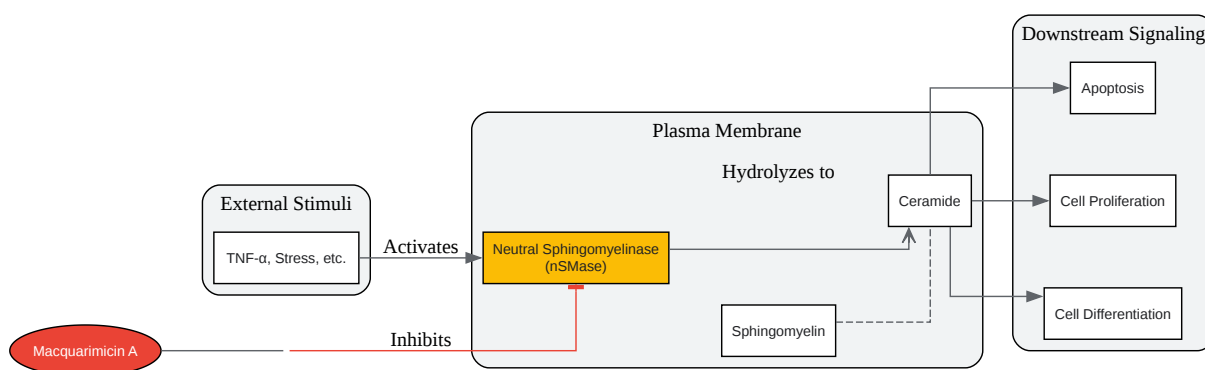 Downstream Signaling
Apoptosis
Plasma Membrane
Hydrolyzes to
Ceramide
Cell Proliferation
External Stimuli
TNF-α, Stress, etc.
Activates
Neutral Sphingomyelinase
(nSMase)
Cell Differentiation
Sphingomyelin
Inhibits
Macquarimicin A